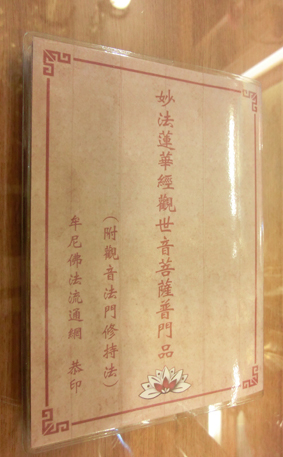 妙法蓮華經觀世音菩薩普門品
(附觀音法門修持法)
牟尼佛法流通網 恭印